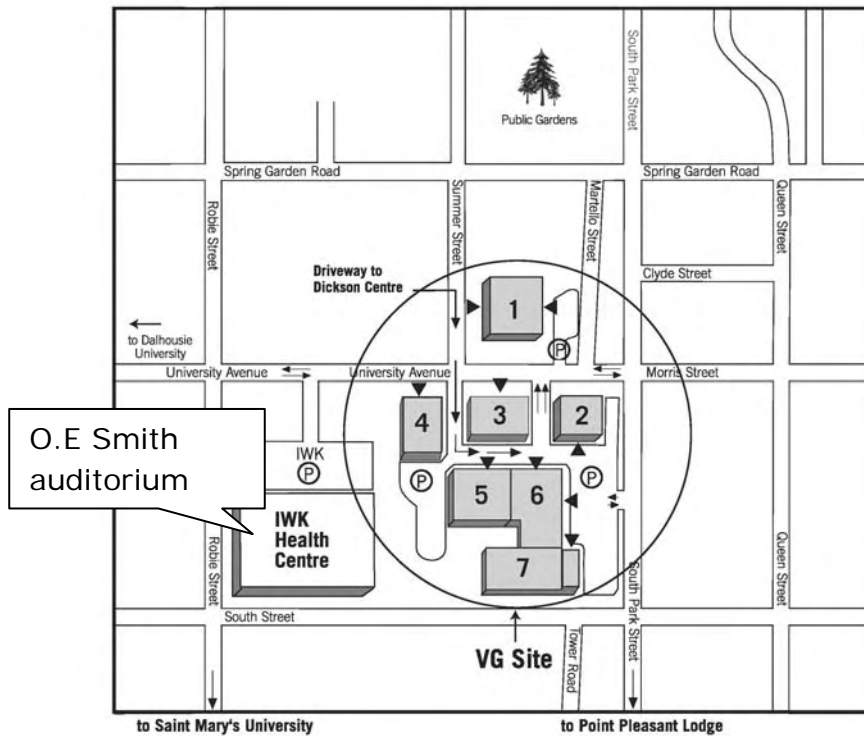 South Park Street
Public Gardens
Spring Garden Road
Spring Garden Road
Robie Street
Summer Street
Martello Street
Queen Street
Clyde Street
Driveway to
Dickson Centre
1
P
to Dalhousie
University
University Avenue
University Avenue
Morris Street
4
3
2
O.E Smith
auditorium
IWK
P
P
P
5
6
IWK
Health
Centre
7
Robie Street
South Park Street
Queen Street
South Street
VG Site
Tower Road
to Saint Mary's University
to Point Pleasant Lodge